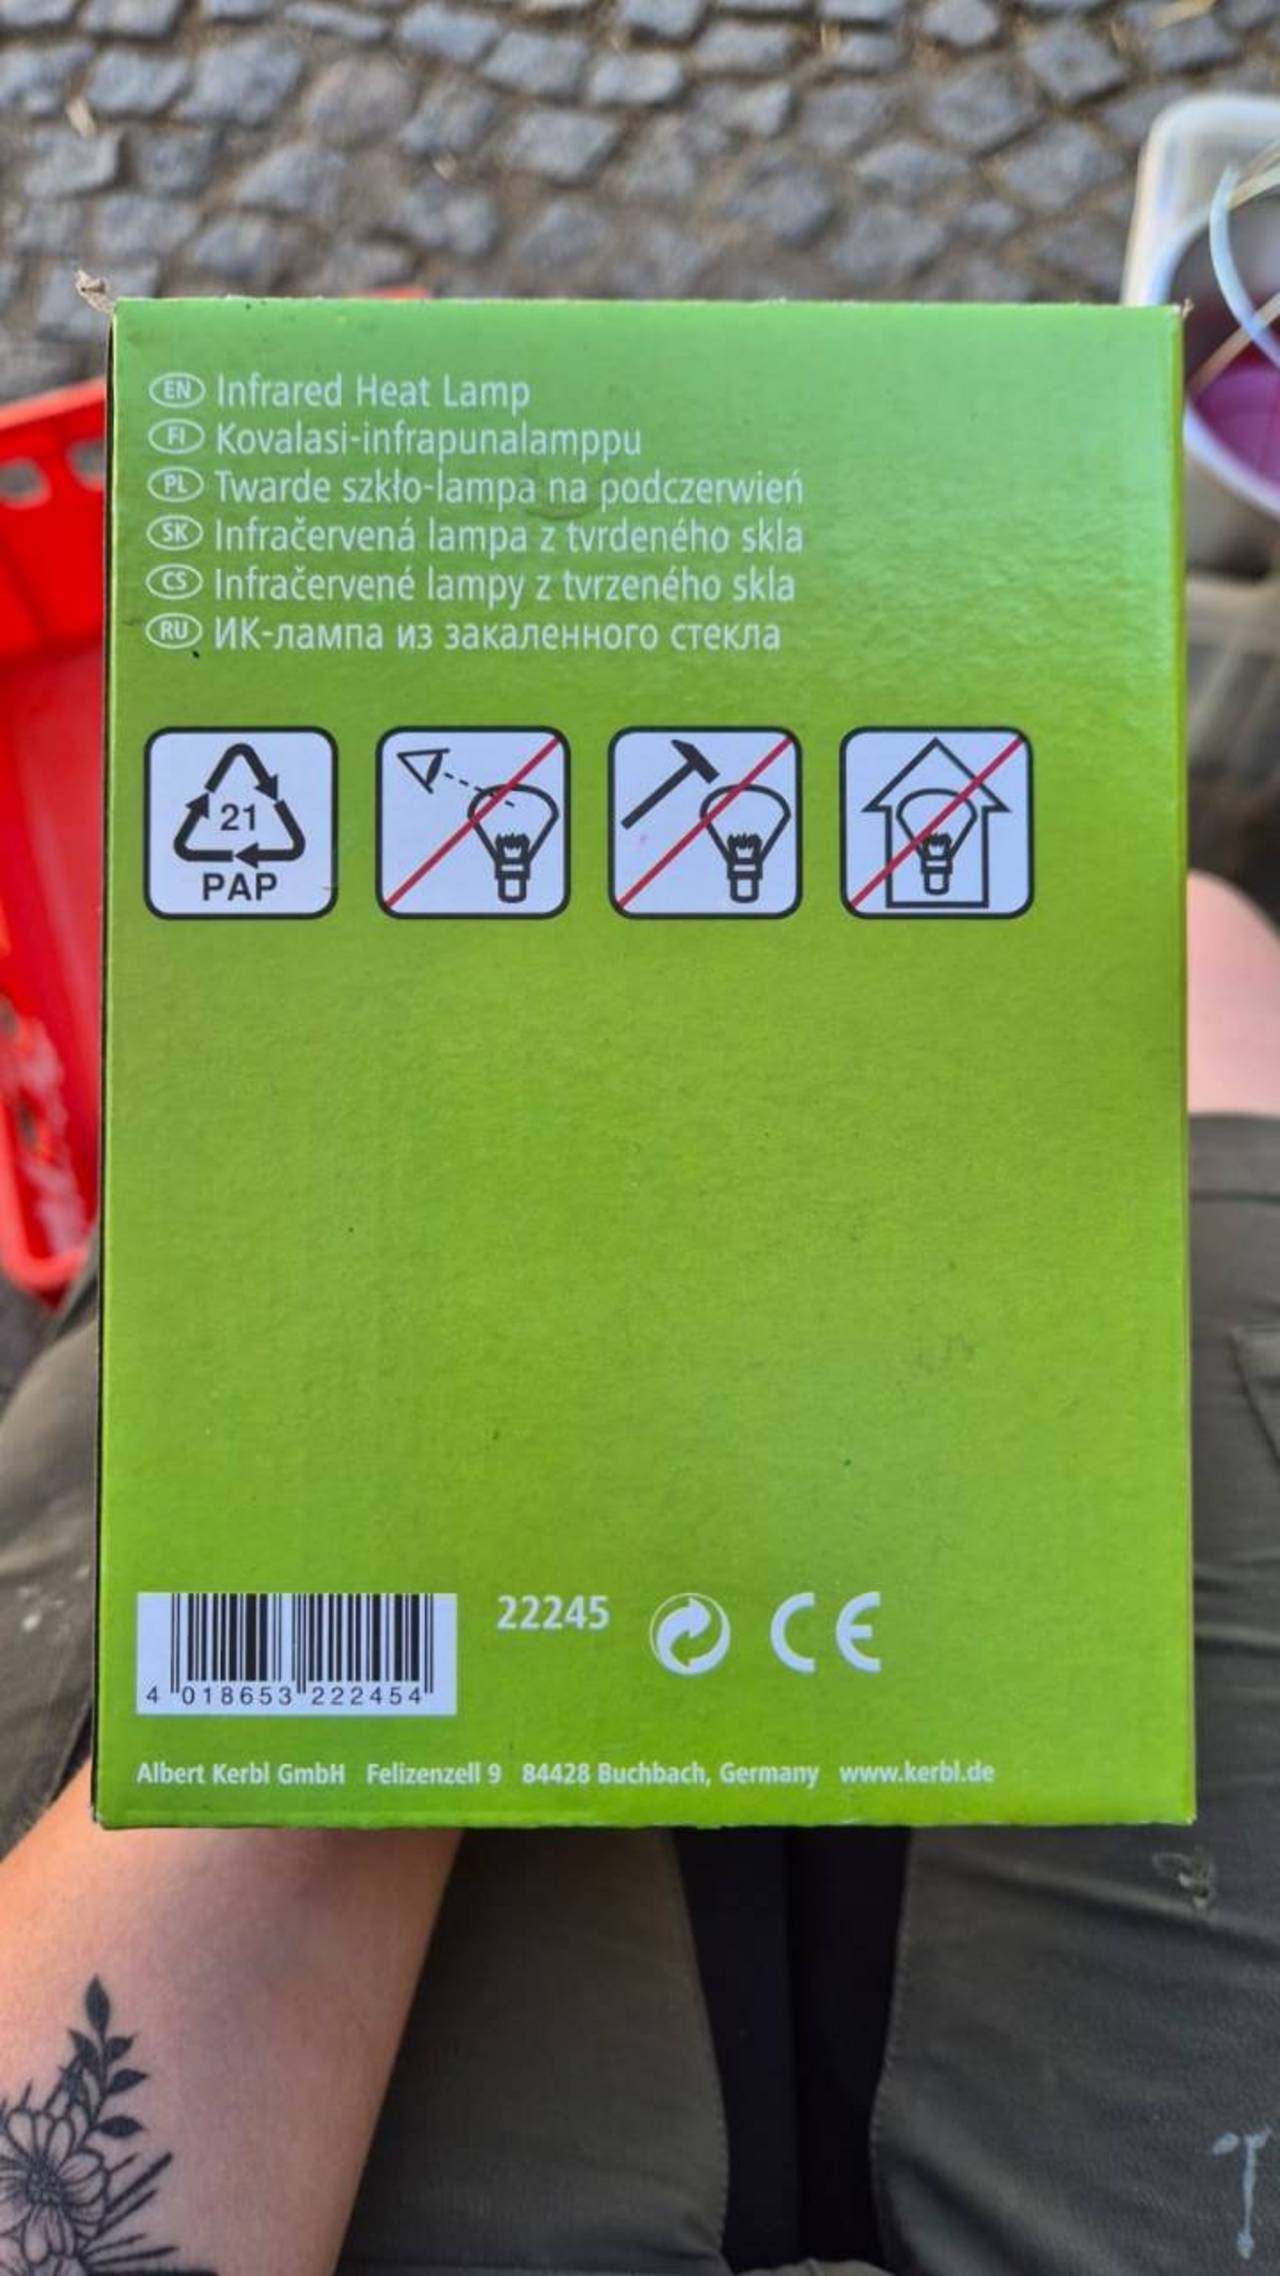 EN Infrared Heat Lamp
FI Kovalasi-infrapunalamppu
PL Twarde szkło-lampa na podczerwień
SK Infračervená lampa z tvrdeného skla
CS Infračervené lampy z tvrzeného skla
RU ИК-лампа из закаленного стекла
21
PAP
22245 CE
4 018653 222454
Albert Kerbl GmbH Felizenzell 9 84428 Buchbach, Germany www.kerbl.de